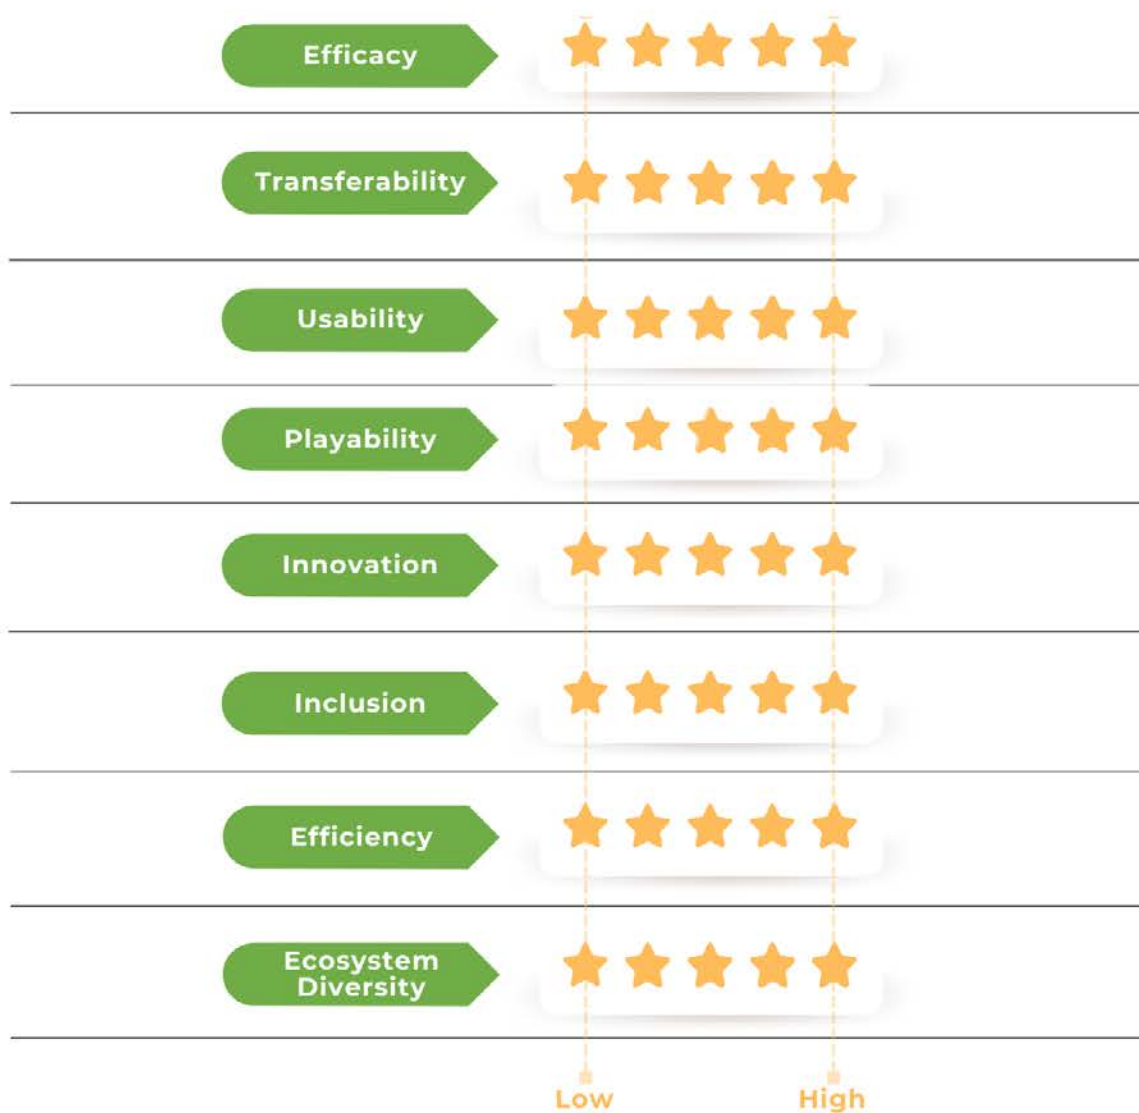 Efficacy
Transferability
Usability
Playability
Innovation
Inclusion
Efficiency
Ecosystem
Diversity
Low High